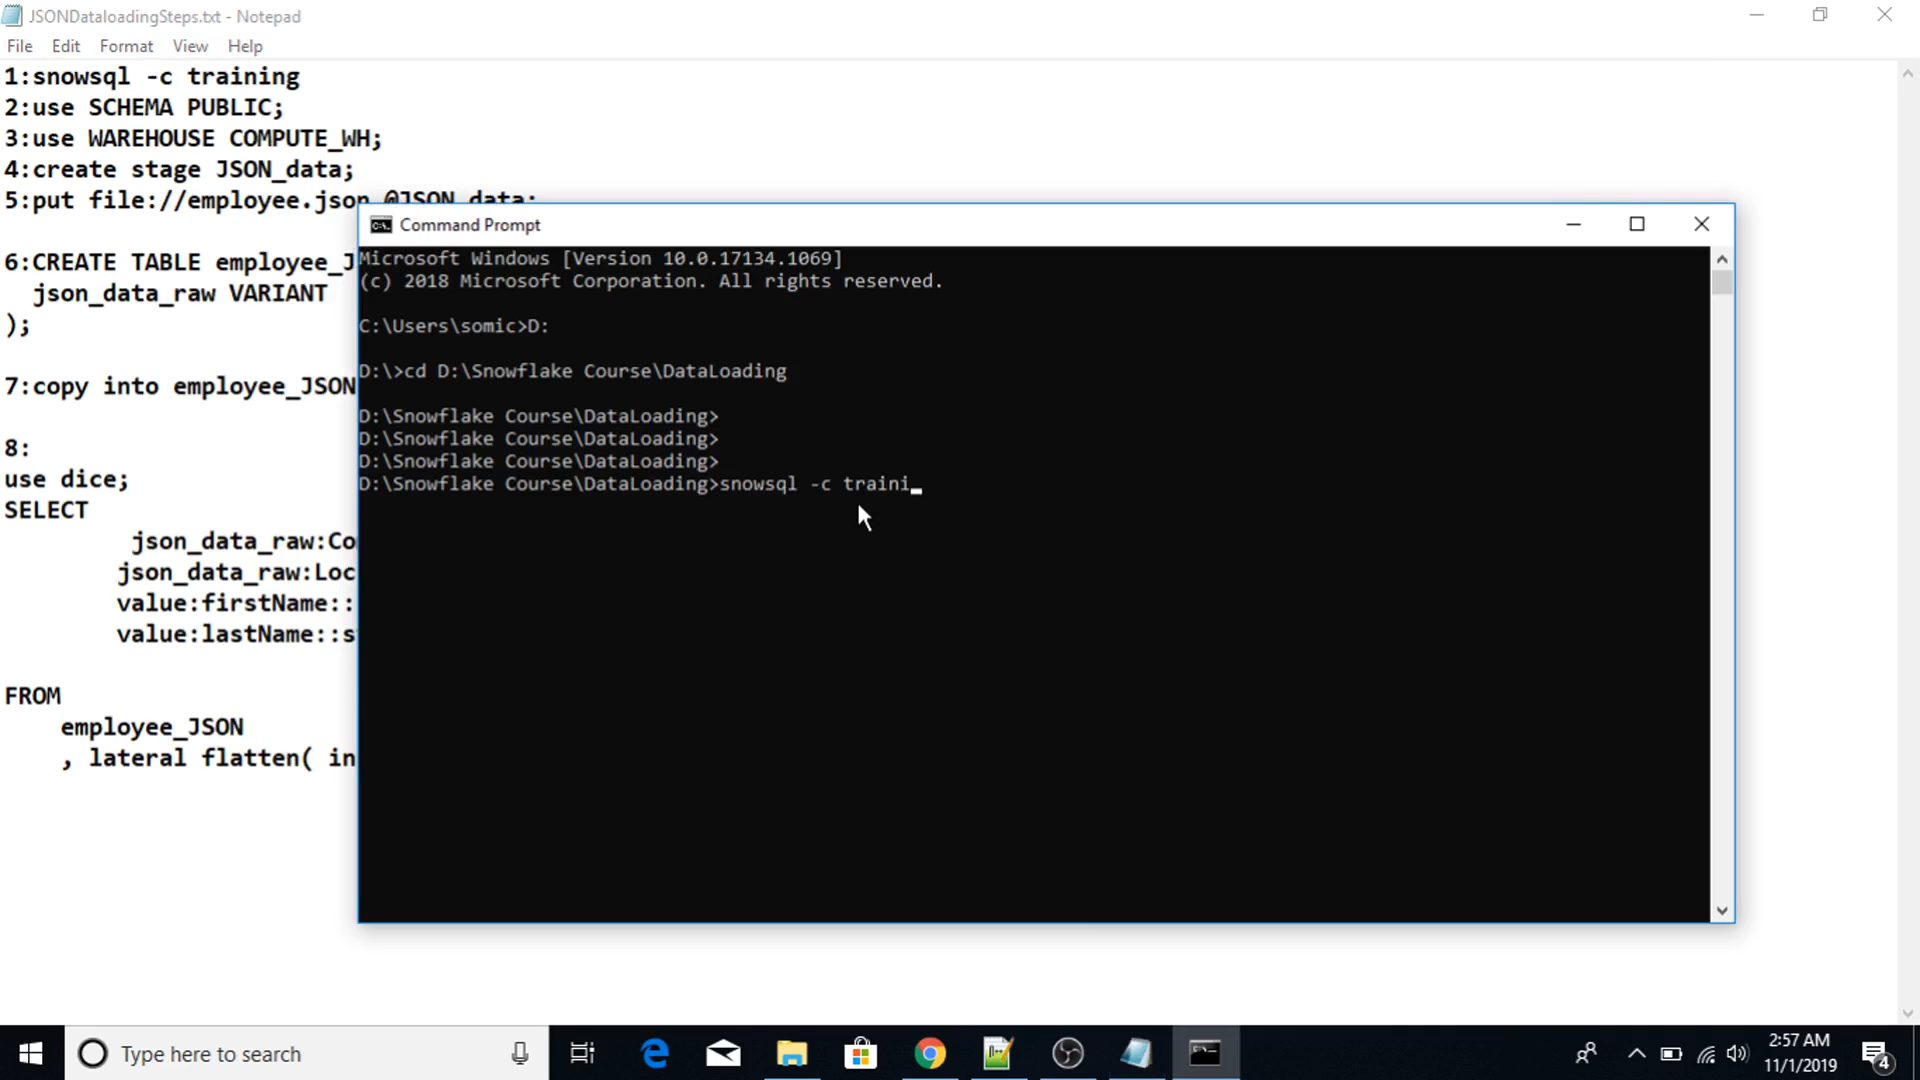 JSONDataloadingSteps.txt - Notepad
File Edit Format View Help
1:snowsql -c training
2:use SCHEMA PUBLIC;
3:use WAREHOUSE COMPUTE_WH;
4:create stage JSON_data;
5:put file://employee.json @JSON_data;
6:CREATE TABLE employee_J
json_data_raw VARIANT
);
7:copy into employee_JSON
8:
use dice;
SELECT
json_data_raw:Co
json_data_raw:Loc
value:firstName::
value:lastName::s
FROM
employee_JSON
, lateral flatten( in
Command Prompt
Microsoft Windows [Version 10.0.17134.1069]
(c) 2018 Microsoft Corporation. All rights reserved.
C:\Users\somic>D:
D:\>cd D:\Snowflake Course\DataLoading
D:\Snowflake Course\DataLoading>
D:\Snowflake Course\DataLoading>
D:\Snowflake Course\DataLoading>
D:\Snowflake Course\DataLoading>snowsql -c traini_
Type here to search
2:57 AM
11/1/2019
4